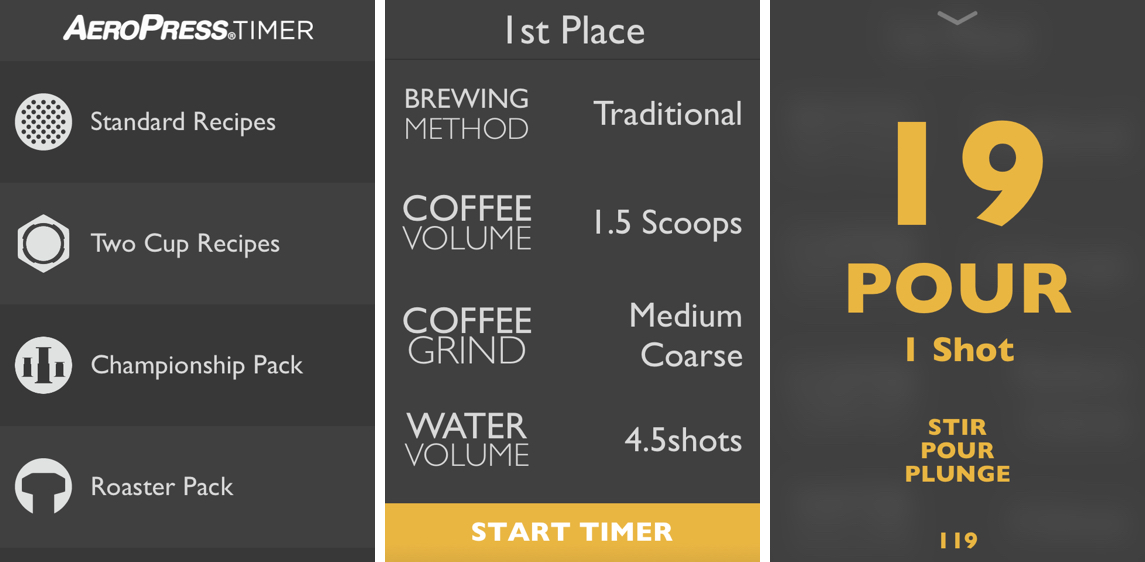 AEROPRESS® TIMER
Standard Recipes
Two Cup Recipes
Championship Pack
Roaster Pack
1st Place
BREWING
METHOD
Traditional
COFFEE
VOLUME
1.5 Scoops
COFFEE
GRIND
Medium
Coarse
WATER
VOLUME
4.5shots
START TIMER
19
POUR
1 Shot
STIR
POUR
PLUNGE
119